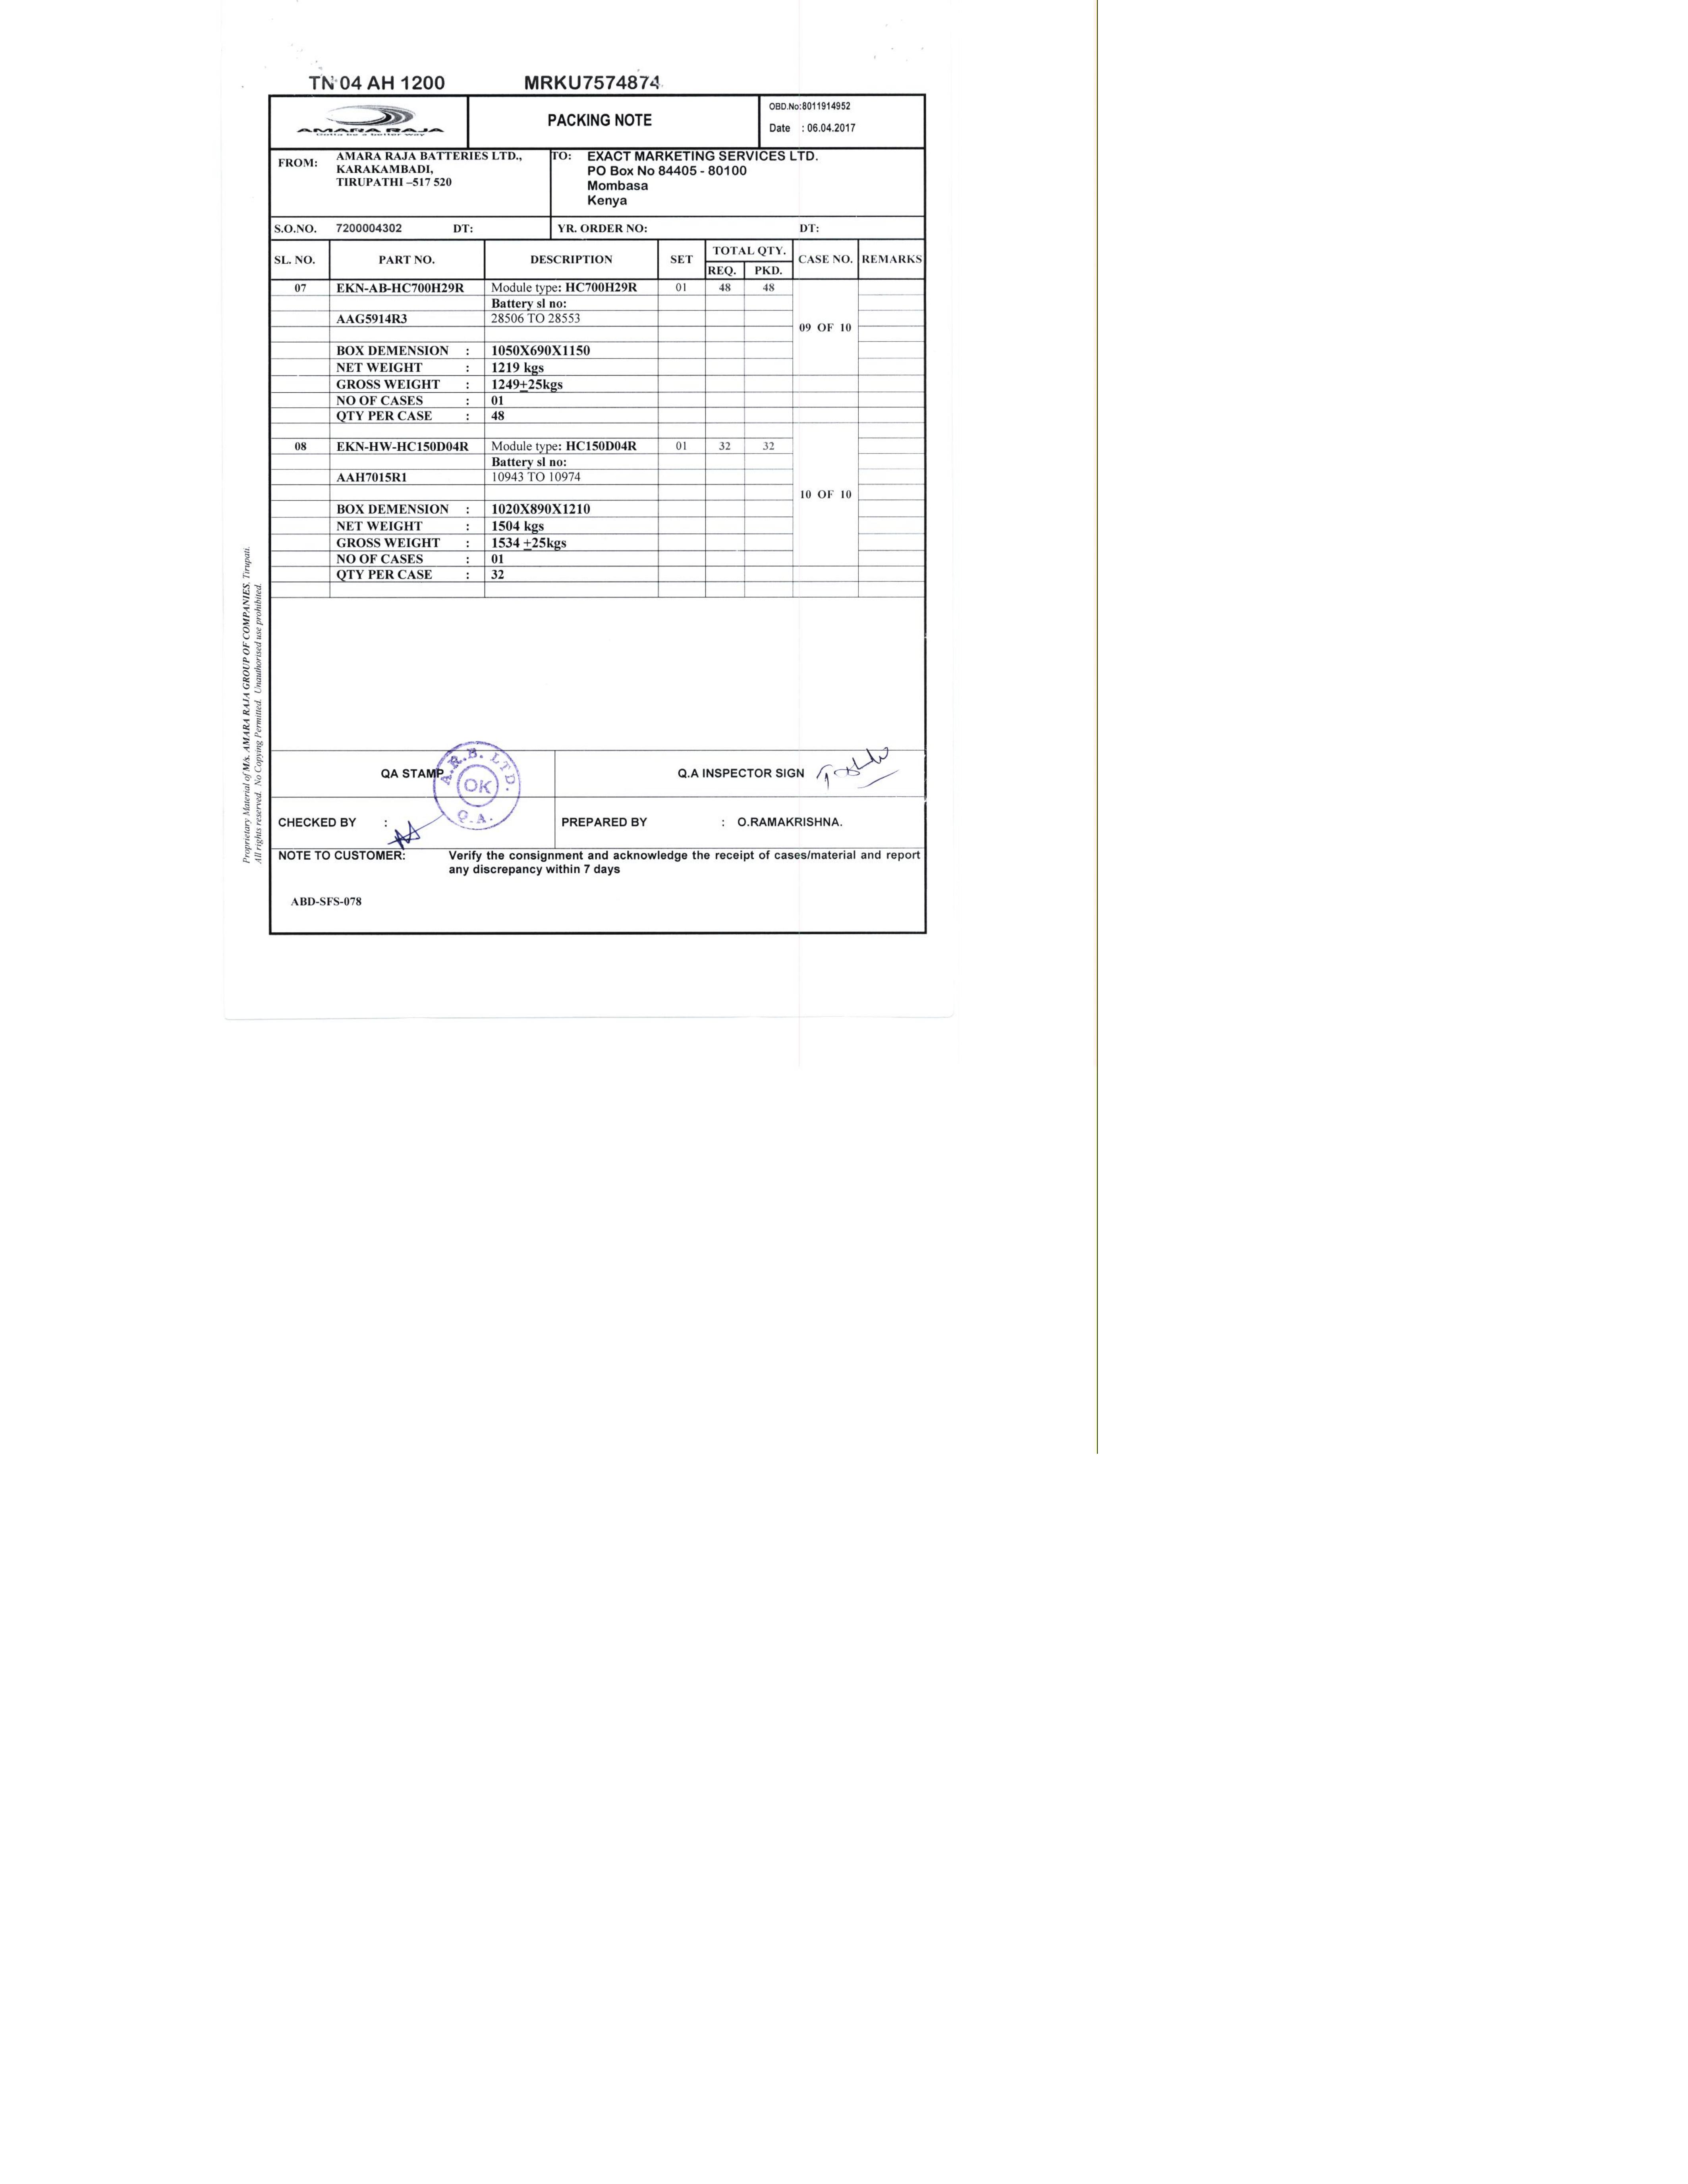 TN 04 AH 1200 MRKU7574874
AMARA RAJA
Gotta be a better way
PACKING NOTE
OBD.No:8011914952
Date : 06.04.2017
FROM: AMARA RAJA BATTERIES LTD.,
KARAKAMBADI,
TIRUPATHI –517 520
TO: EXACT MARKETING SERVICES LTD.
PO Box No 84405 - 80100
Mombasa
Kenya
S.O.NO. 7200004302 DT: YR. ORDER NO: DT:
SL. NO. PART NO. DESCRIPTION SET TOTAL QTY. CASE NO. REMARKS
REQ. PKD.
07 EKN-AB-HC700H29R Module type: HC700H29R 01 48 48
Battery sl no:
AAG5914R3 28506 TO 28553
09 OF 10
BOX DEMENSION : 1050X690X1150
NET WEIGHT : 1219 kgs
GROSS WEIGHT : 1249±25kgs
NO OF CASES : 01
QTY PER CASE : 48
08 EKN-HW-HC150D04R Module type: HC150D04R 01 32 32
Battery sl no:
AAH7015R1 10943 TO 10974
10 OF 10
BOX DEMENSION : 1020X890X1210
NET WEIGHT : 1504 kgs
GROSS WEIGHT : 1534 ±25kgs
NO OF CASES : 01
QTY PER CASE : 32
Proprietary Material of M/s. AMARA RAJA GROUP OF COMPANIES, Tirupati.
All rights reserved. No Copying Permitted. Unauthorised use prohibited.
QA STAMP
A.R.B. LTD.
OK
Q.A.
Q.A INSPECTOR SIGN
CHECKED BY :
PREPARED BY : O.RAMAKRISHNA.
NOTE TO CUSTOMER: Verify the consignment and acknowledge the receipt of cases/material and report
any discrepancy within 7 days
ABD-SFS-078